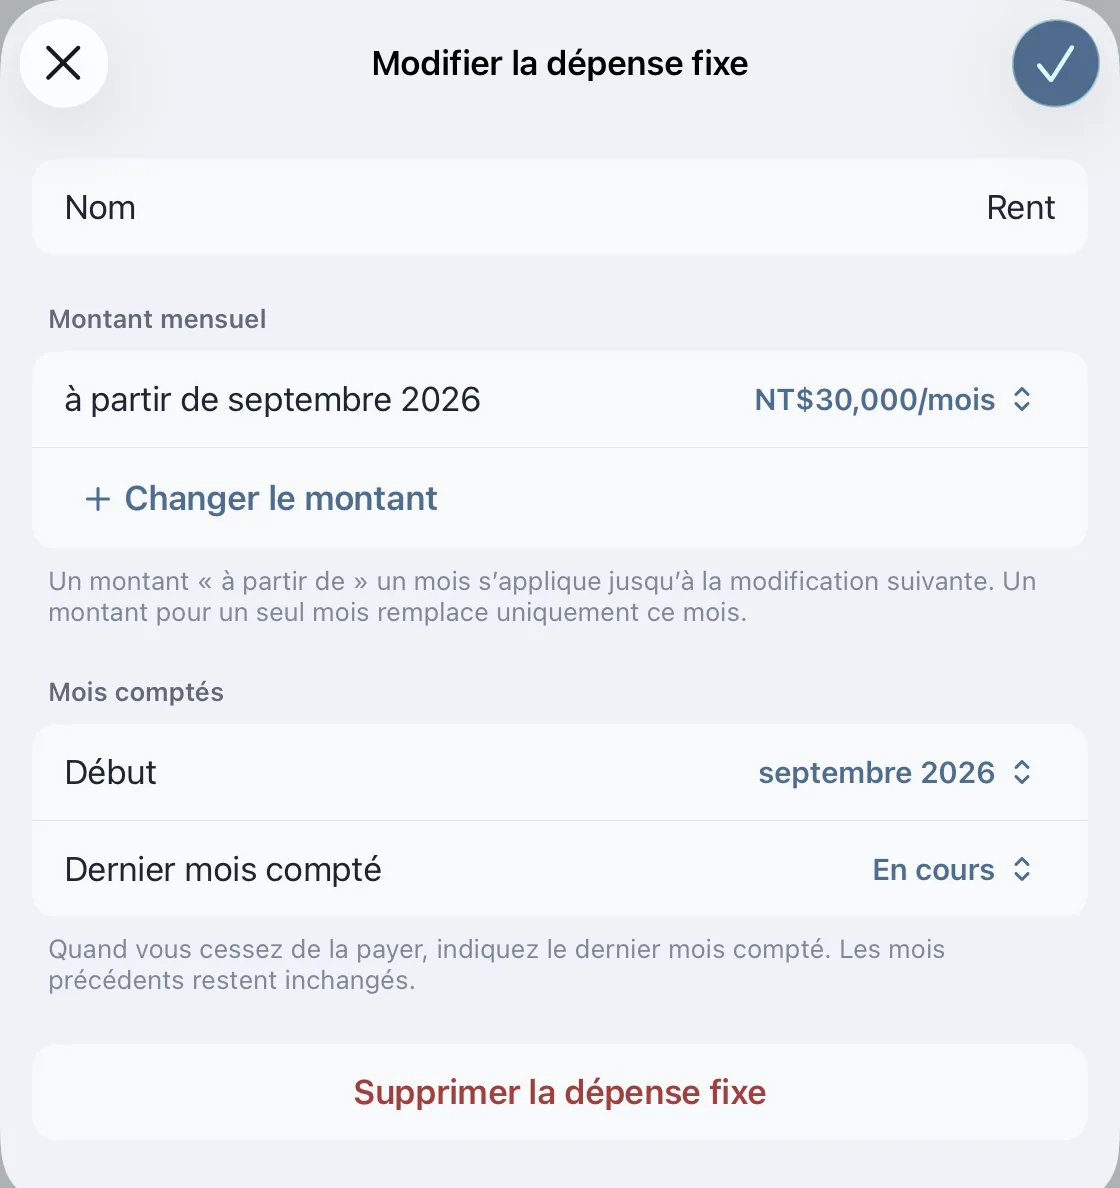 Modifier la dépense fixe
Nom
Rent
Montant mensuel
à partir de septembre 2026
NT$30,000/mois
+ Changer le montant
Un montant « à partir de » un mois s’applique jusqu’à la modification suivante. Un
montant pour un seul mois remplace uniquement ce mois.
Mois comptés
Début
septembre 2026
Dernier mois compté
En cours
Quand vous cessez de la payer, indiquez le dernier mois compté. Les mois
précédents restent inchangés.
Supprimer la dépense fixe